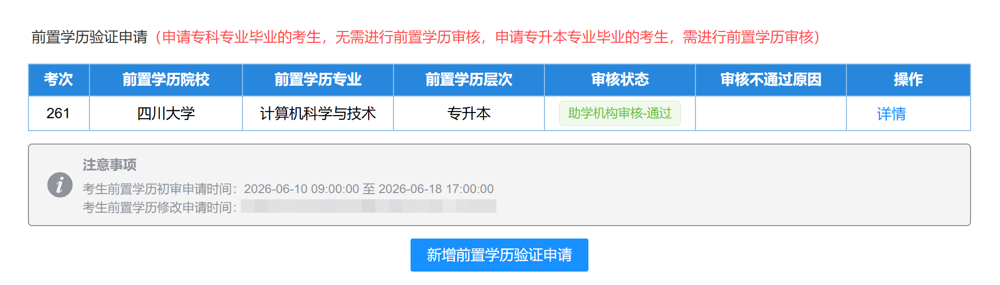 前置学历验证申请（申请专科专业毕业的考生，无需进行前置学历审核，申请专升本专业毕业的考生，需进行前置学历审核）
考次 前置学历院校 前置学历专业 前置学历层次 审核状态 审核不通过原因 操作
261 四川大学 计算机科学与技术 专升本 助学机构审核-通过 详情
注意事项
考生前置学历初审申请时间：2026-06-10 09:00:00 至 2026-06-18 17:00:00
考生前置学历修改申请时间：
新增前置学历验证申请